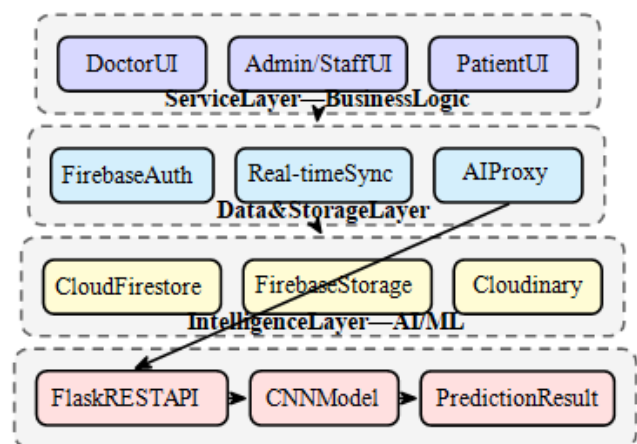 DoctorUI Admin/StaffUI PatientUI
ServiceLayer—BusinessLogic
FirebaseAuth Real-timeSync AIProxy
Data&StorageLayer
CloudFirestore FirebaseStorage Cloudinary
IntelligenceLayer—AI/ML
FlaskRESTAPI CNNModel PredictionResult